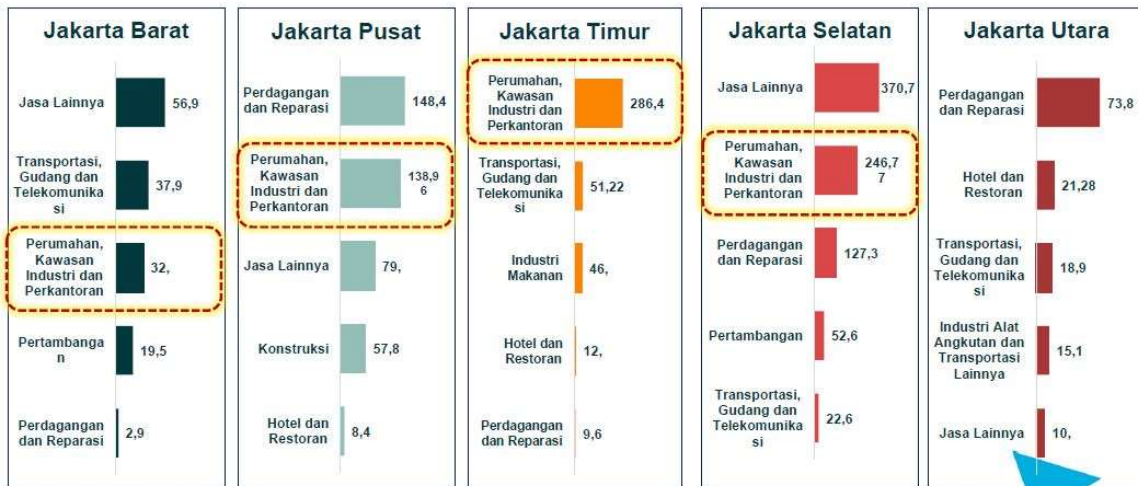 Jakarta Barat
Jasa Lainnya
56,9
Transportasi,
Gudang dan
Telekomunika
si
37,9
Perumahan,
Kawasan
Industri dan
Perkantoran
32,
Pertambanga
n
19,5
Perdagangan
dan Reparasi
2,9
Jakarta Pusat
Perdagangan
dan Reparasi
148,4
Perumahan,
Kawasan
Industri dan
Perkantoran
138,9
6
Jasa Lainnya
79,
Konstruksi
57,8
Hotel dan
Restoran
8,4
Jakarta Timur
Perumahan,
Kawasan
Industri dan
Perkantoran
286,4
Transportasi,
Gudang dan
Telekomunika
si
51,22
Industri
Makanan
46,
Hotel dan
Restoran
12,
Perdagangan
dan Reparasi
9,6
Jakarta Selatan
Jasa Lainnya
370,7
Perumahan,
Kawasan
Industri dan
Perkantoran
246,7
7
Perdagangan
dan Reparasi
127,3
Pertambangan
52,6
Transportasi,
Gudang dan
Telekomunika
si
22,6
Jakarta Utara
Perdagangan
dan Reparasi
73,8
Hotel dan
Restoran
21,28
Transportasi,
Gudang dan
Telekomunika
si
18,9
Industri Alat
Angkutan dan
Transportasi
Lainnya
15,1
Jasa Lainnya
10,